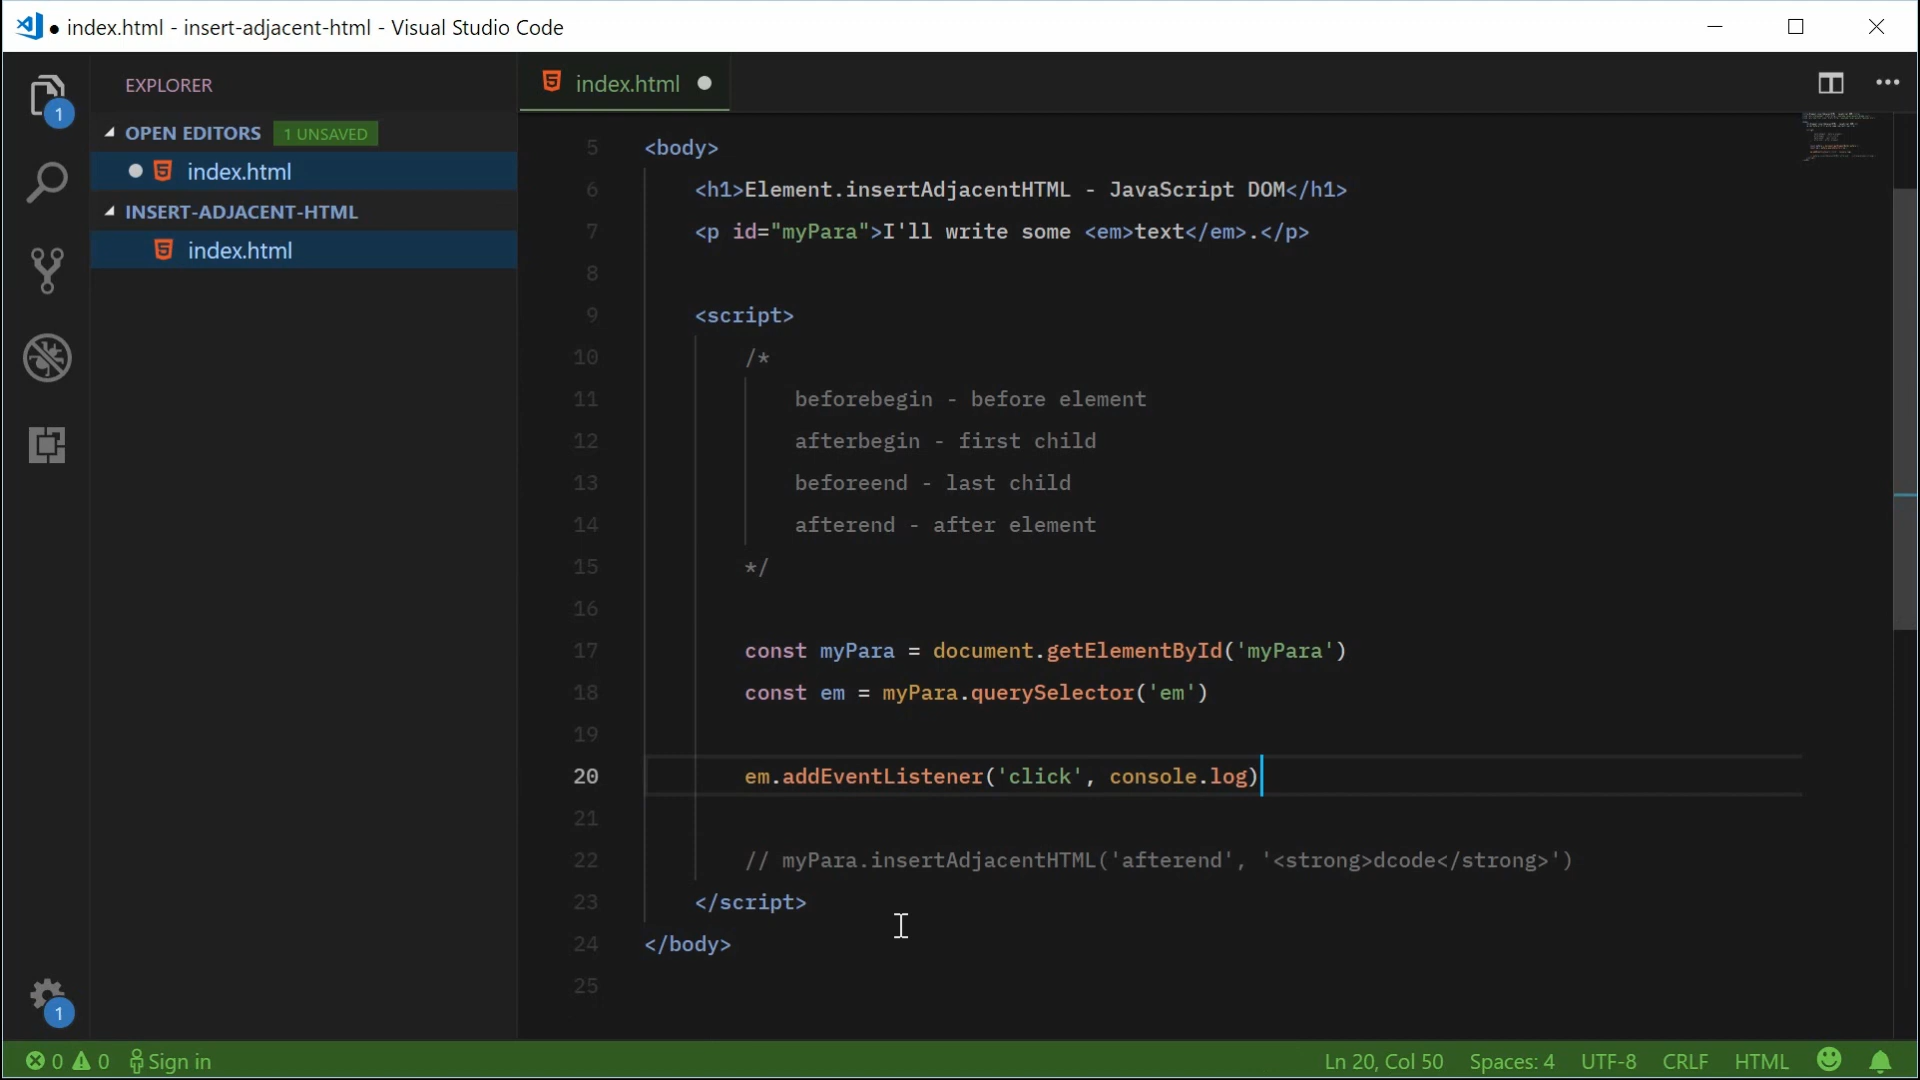 ● index.html - insert-adjacent-html - Visual Studio Code
EXPLORER
OPEN EDITORS 1 UNSAVED
index.html
INSERT-ADJACENT-HTML
index.html
1
1
index.html
5 <body>
6 <h1>Element.insertAdjacentHTML - JavaScript DOM</h1>
7 <p id="myPara">I'll write some <em>text</em>.</p>
8
9 <script>
10 /*
11 beforebegin - before element
12 afterbegin - first child
13 beforeend - last child
14 afterend - after element
15 */
16
17 const myPara = document.getElementById('myPara')
18 const em = myPara.querySelector('em')
19
20 em.addEventListener('click', console.log)
21
22 // myPara.insertAdjacentHTML('afterend', '<strong>dcode</strong>')
23 </script>
24 </body>
25
0 0 Sign in Ln 20, Col 50 Spaces: 4 UTF-8 CRLF HTML